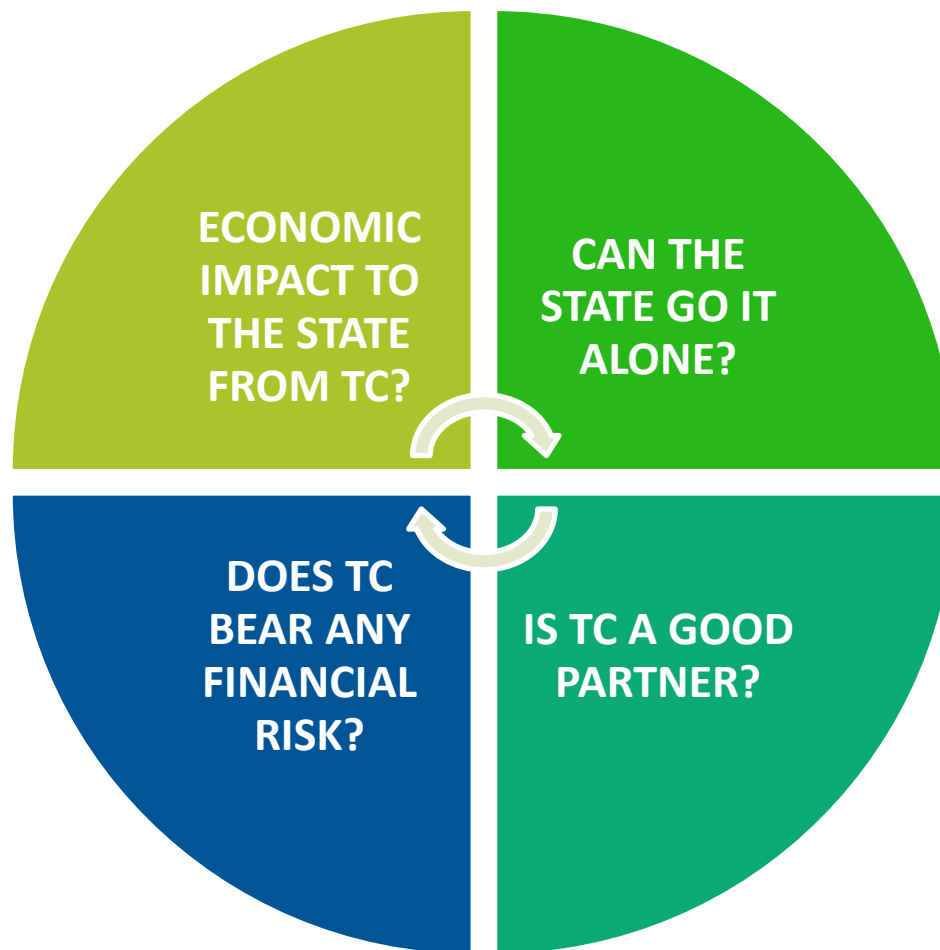 ECONOMIC
IMPACT TO
THE STATE
FROM TC?
CAN THE
STATE GO IT
ALONE?
DOES TC
BEAR ANY
FINANCIAL
RISK?
IS TC A GOOD
PARTNER?